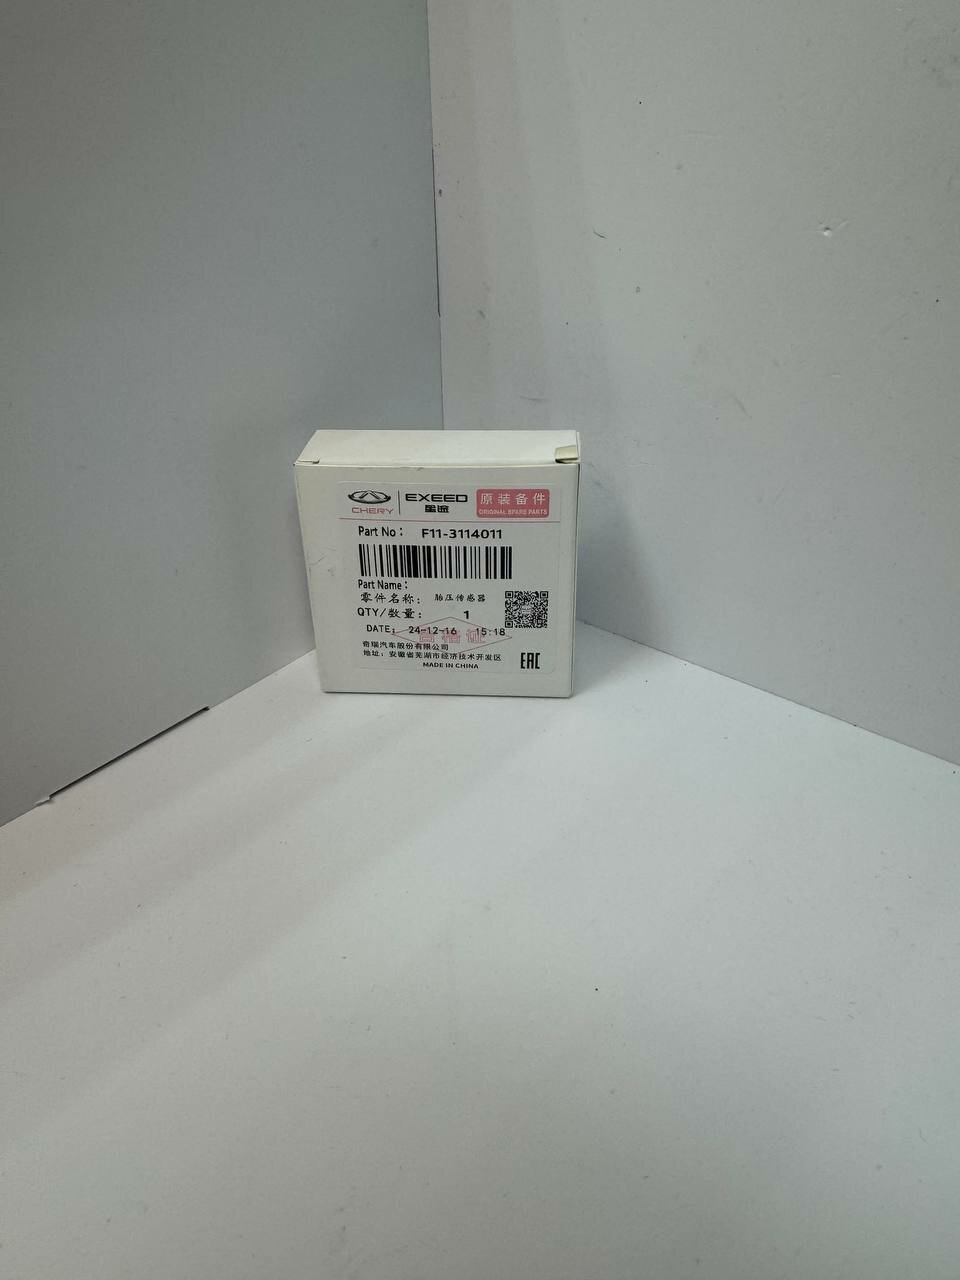 CHERY EXEED 星途 原装备件
ORIGINAL SPARE PARTS
Part No： F11-3114011
Part Name：
零件名称： 胎压传感器
QTY/数量： 1
DATE： 24-12-16 15:18
合格证
奇瑞汽车股份有限公司
地址：安徽省芜湖市经济技术开发区
MADE IN CHINA
EAC